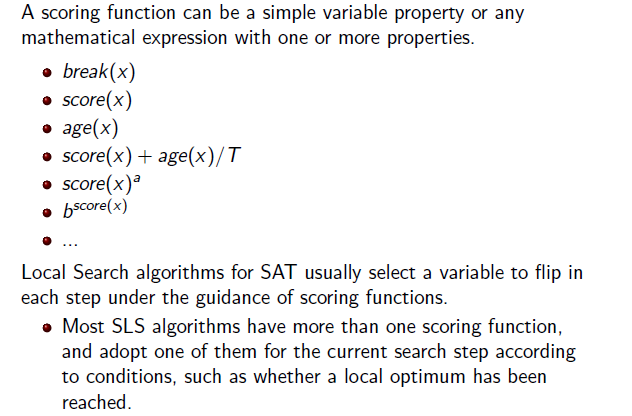 A scoring function can be a simple variable property or any
mathematical expression with one or more properties.
• break(x)
• score(x)
• age(x)
• score(x) + age(x)/T
• score(x)^a
• b^score(x)
• ...
Local Search algorithms for SAT usually select a variable to flip in
each step under the guidance of scoring functions.
• Most SLS algorithms have more than one scoring function,
and adopt one of them for the current search step according
to conditions, such as whether a local optimum has been
reached.